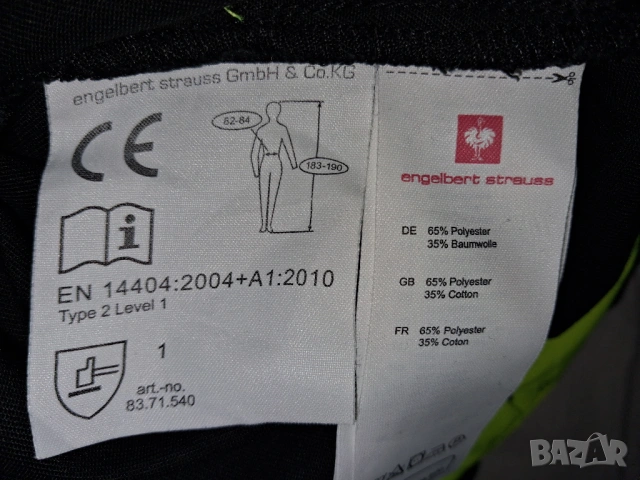 engelbert strauss GmbH & Co.KG
CE
82-84
183-190
i
EN 14404:2004+A1:2010
Type 2 Level 1
1
art.-no.
83.71.540
engelbert strauss
DE 65% Polyester
35% Baumwolle
GB 65% Polyester
35% Cotton
FR 65% Polyester
35% Coton
BAZAR.bg